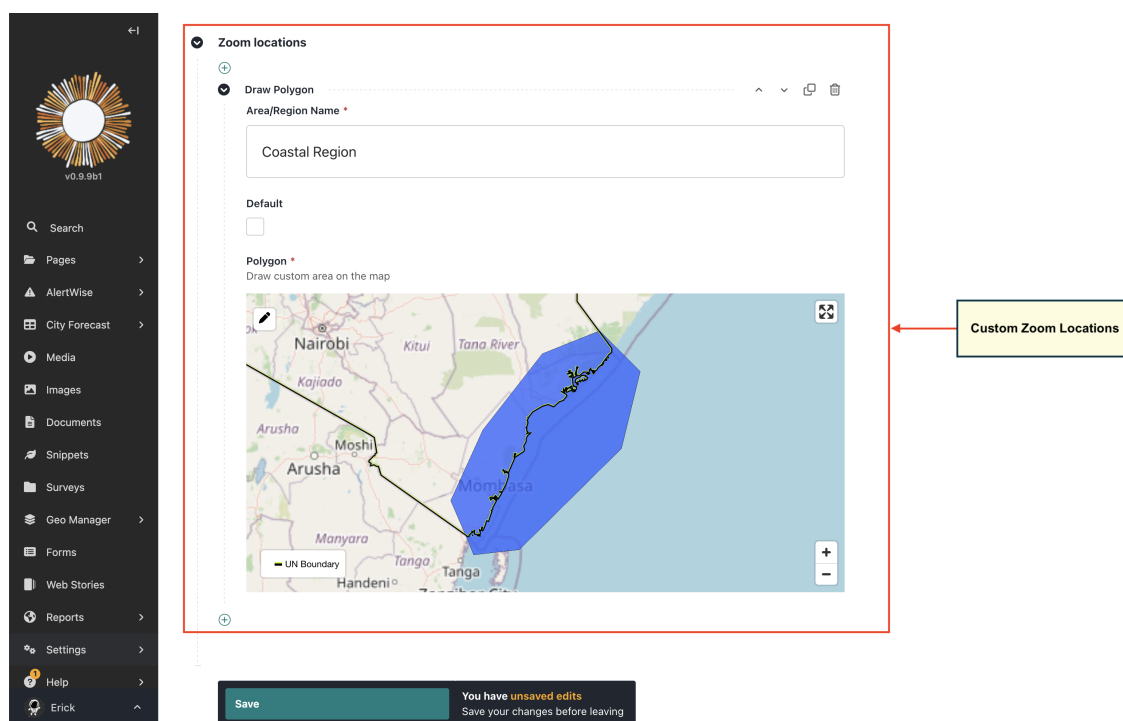 v0.9.9b1
Search
Pages
AlertWise
City Forecast
Media
Images
Documents
Snippets
Surveys
Geo Manager
Forms
Web Stories
Reports
Settings
1
Help
Erick
Zoom locations
Draw Polygon
Area/Region Name *
Coastal Region
Default
Polygon *
Draw custom area on the map
Nairobi
Kitui
Tana River
Kajiado
Arusha
Moshi
Arusha
Mombasa
Manyara
Tanga
Tanga
Handeni
UN Boundary
+
−
Save
You have unsaved edits
Save your changes before leaving
Custom Zoom Locations